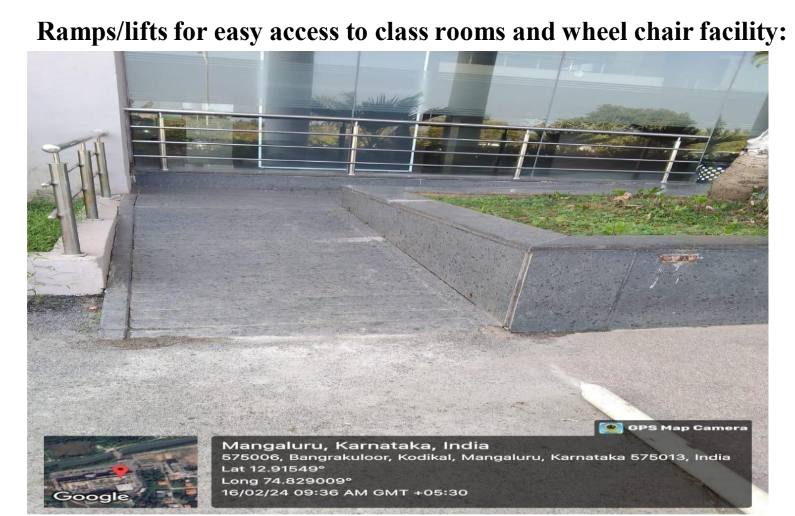 Ramps/lifts for easy access to class rooms and wheel chair facility:
GPS Map Camera
Mangaluru, Karnataka, India
575006, Bangrakuloor, Kodikal, Mangaluru, Karnataka 575013, India
Lat 12.91549°
Long 74.829009°
16/02/24 09:36 AM GMT +05:30
Google